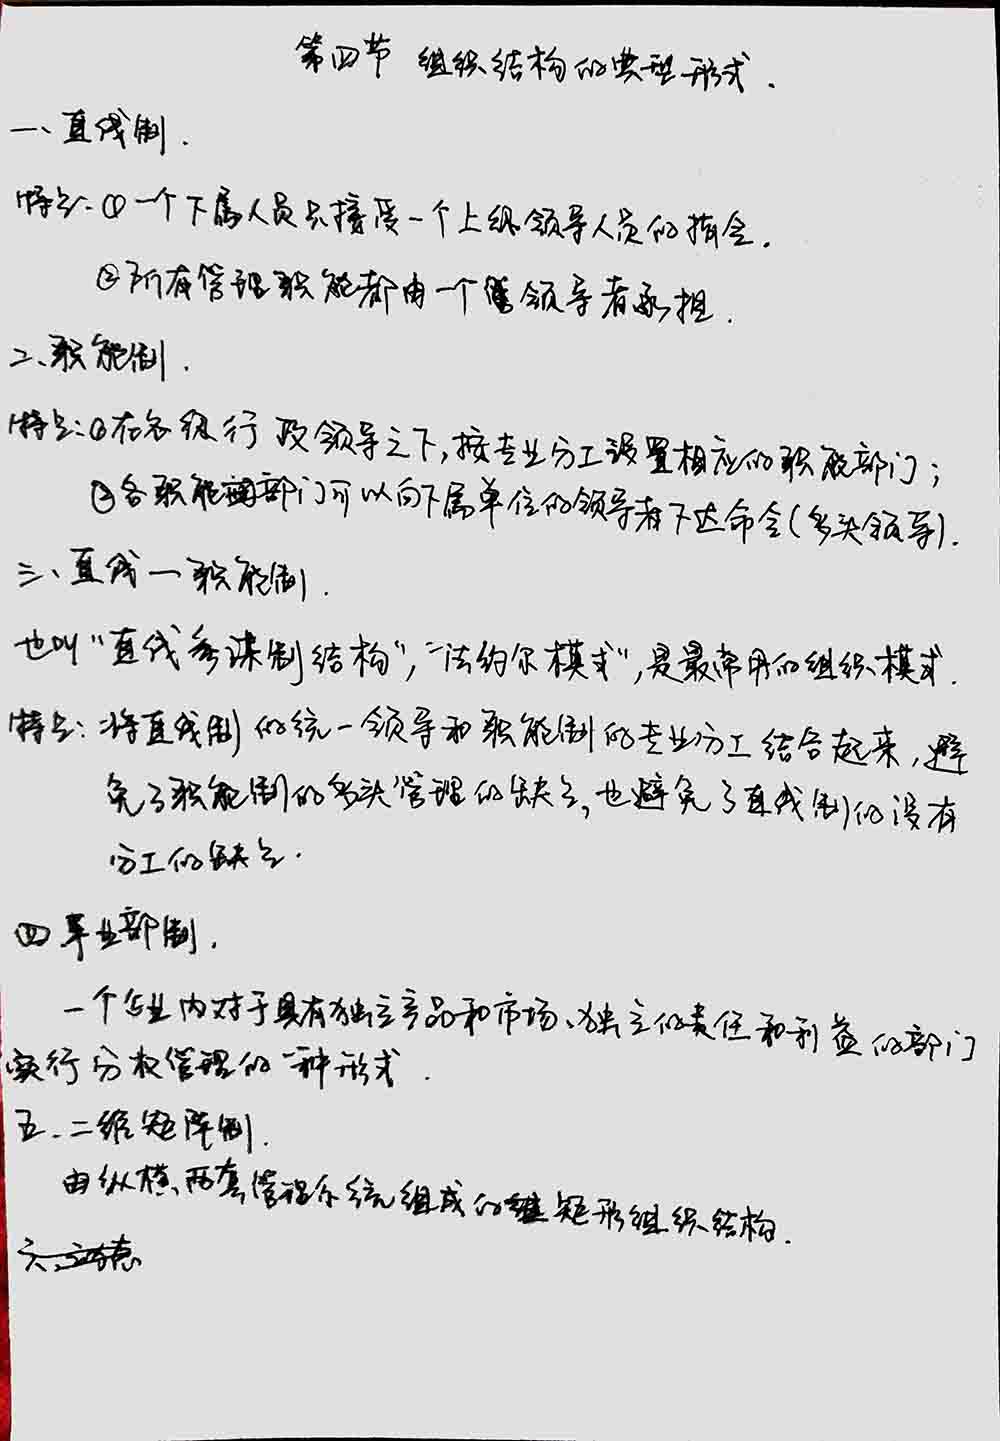 第四节 组织结构的典型形式.
一、直线制.
特点:①一个下属人员只接受一个上级领导人员的指令.
②所有管理职能都由一个领导者承担.
二、职能制.
特点:①在各级行政领导之下,按专业分工设置相应的职能部门;
②各职能部门可以向下属单位的领导者下达命令(多头领导).
三、直线一职能制.
也叫“直线参谋制结构”,“法约尔模式”,是最常用的组织模式.
特点:将直线制的统一领导和职能制的专业分工结合起来,避
免了职能制的多头管理的缺点,也避免了直线制的没有
分工的缺点.
四 事业部制.
一个企业内对于具有独立产品和市场、独立的责任和利益的部门
实行分权管理的一种形式.
五、二维矩阵制.
由纵横两套管理系统组成的矩形组织结构.
六、